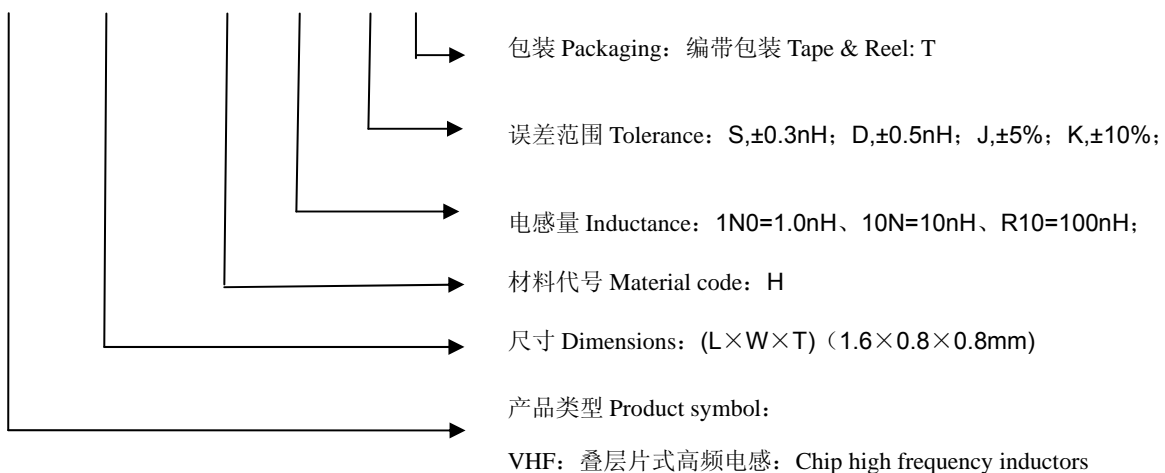 包装 Packaging：编带包装 Tape & Reel: T
误差范围 Tolerance：S,±0.3nH；D,±0.5nH；J,±5%；K,±10%；
电感量 Inductance：1N0=1.0nH、10N=10nH、R10=100nH；
材料代号 Material code：H
尺寸 Dimensions：(L×W×T)（1.6×0.8×0.8mm)
产品类型 Product symbol：
VHF：叠层片式高频电感：Chip high frequency inductors